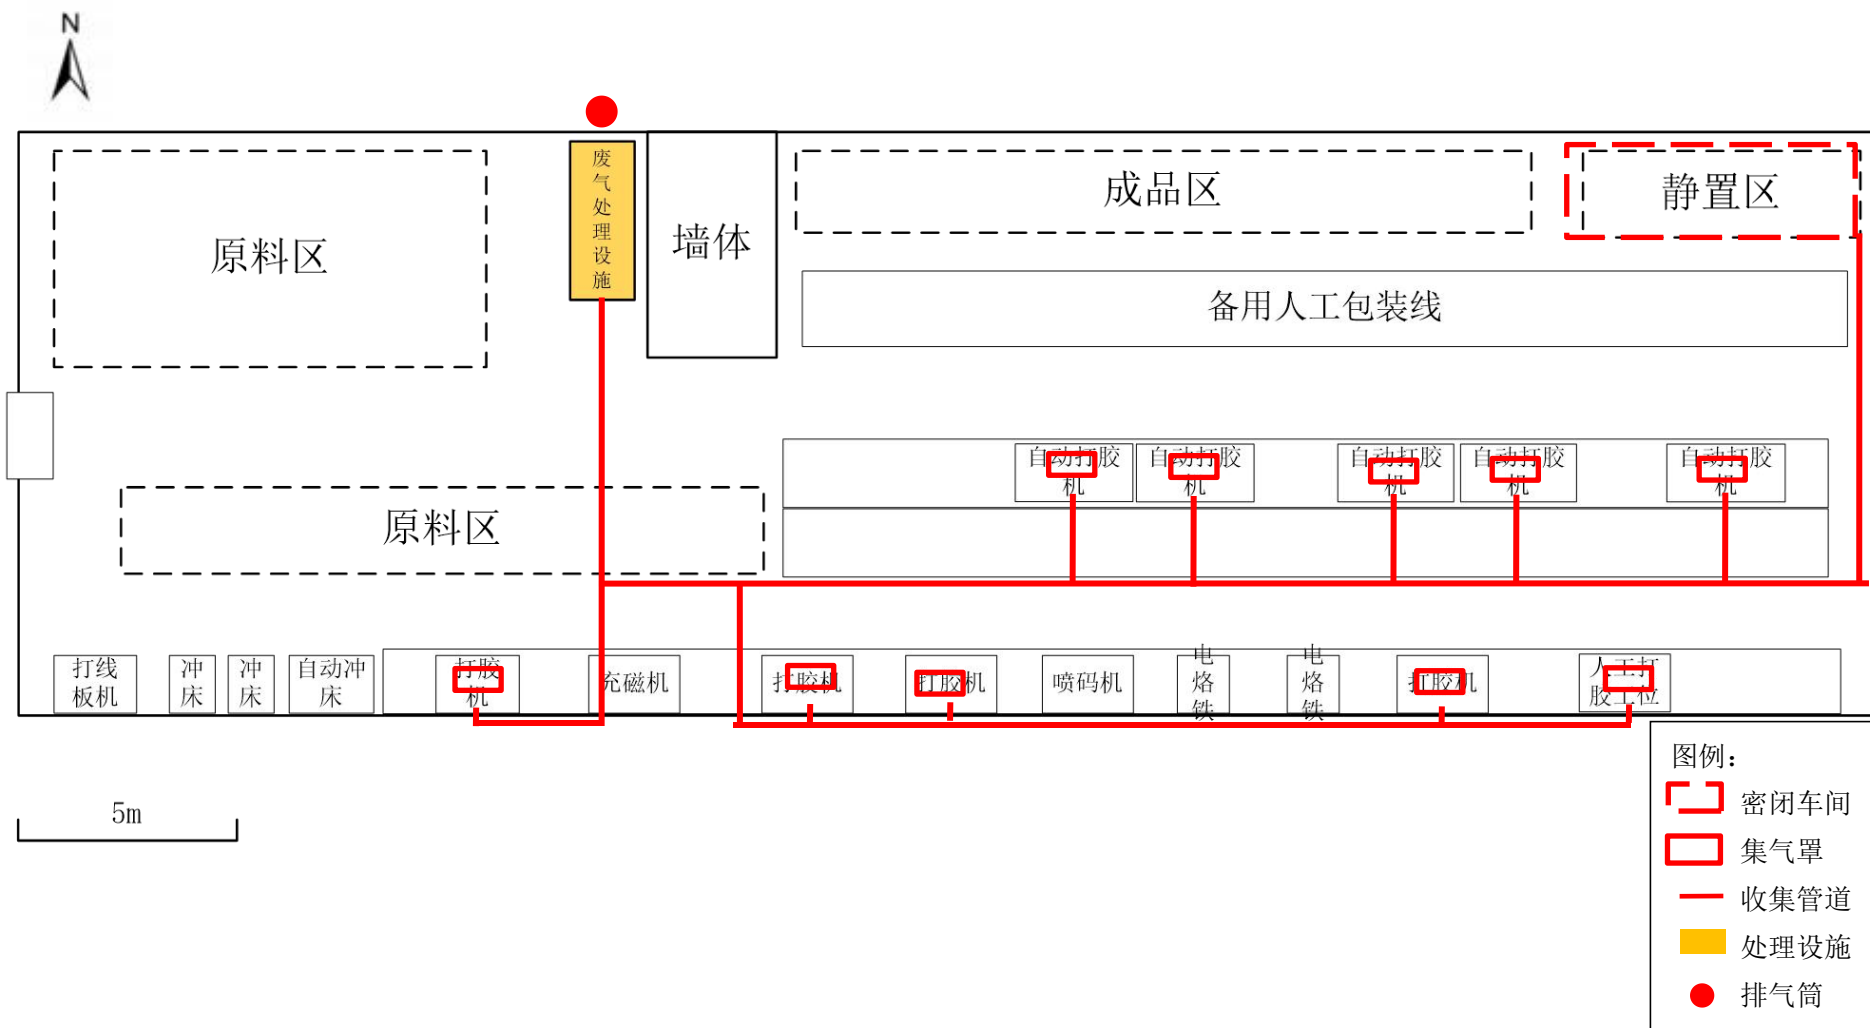 N
废
气
处
理
设
施
墙体
成品区
静置区
原料区
备用人工包装线
自动打胶
机
自动打胶
机
自动打胶
机
自动打胶
机
自动打胶
机
原料区
打线
板机
冲
床
冲
床
自动冲
床
打胶
机
充磁机
打胶机
打胶机
喷码机
电
烙
铁
电
烙
铁
打胶机
人工打
胶工位
图例：
密闭车间
集气罩
收集管道
处理设施
排气筒
5m